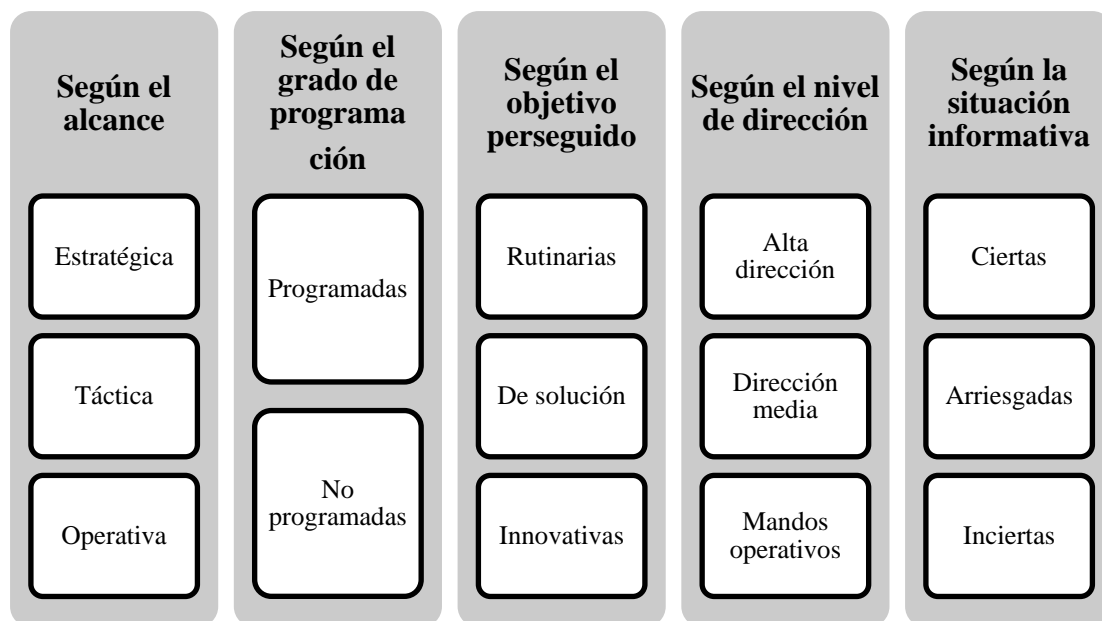 Según el
alcance
Estratégica
Táctica
Operativa
Según el
grado de
programa
ción
Programadas
No
programadas
Según el
objetivo
perseguido
Rutinarias
De solución
Innovativas
Según el nivel
de dirección
Alta
dirección
Dirección
media
Mandos
operativos
Según la
situación
informativa
Ciertas
Arriesgadas
Inciertas